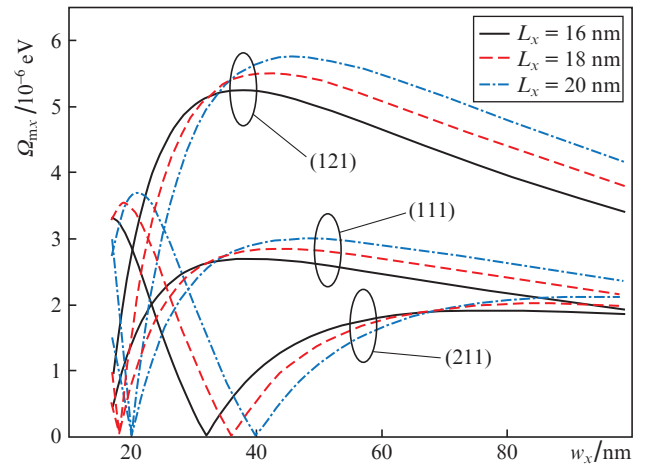 Ω_mx /10⁻⁶ eV
6
5
4
3
2
1
0
20
40
60
80
w_x/nm
L_x = 16 nm
L_x = 18 nm
L_x = 20 nm
(121)
(111)
(211)